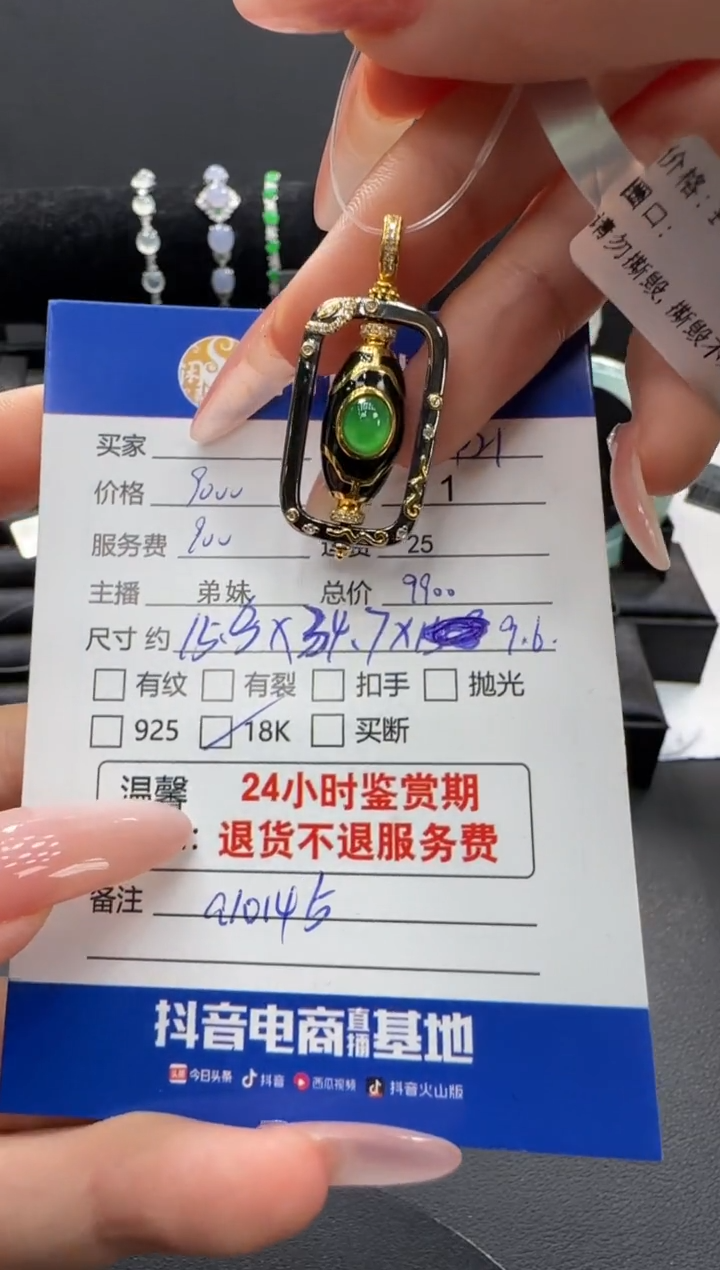 价格:
圈口:
请勿撕毁,撕毁不
买家
价格 9000 1
服务费 900 25
主播 弟妹 总价 9900
尺寸 约 15.9×34.7× 9.6.
有纹 有裂 扣手 抛光
925 18K 买断
温馨 24小时鉴赏期
: 退货不退服务费
备注
抖音电商直播基地
头条 今日头条 抖音 西瓜视频 抖音火山版